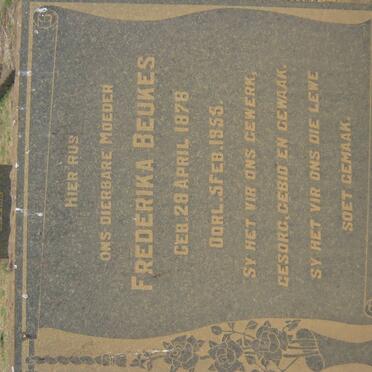 HIER RUS
ONS DIERBARE MOEDER
FREDERIKA BEUKES
GEB. 28 APRIL 1878
OORL. 5 FEB. 1955.
SY HET VIR ONS GEWERK,
GESORG, GEBID EN GEWAAK.
SY HET VIR ONS DIE LEWE
SOET GEMAAK.